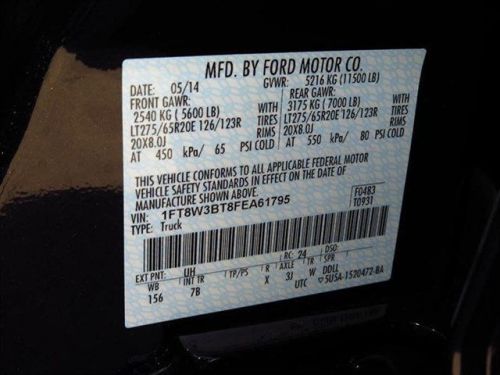 MFD. BY FORD MOTOR CO.
DATE: 05/14 GVWR: 5216 KG (11500 LB)
FRONT GAWR: REAR GAWR:
2540 KG (5600 LB) WITH 3175 KG (7000 LB) WITH
LT275/65R20E 126/123R TIRES LT275/65R20E 126/123R TIRES
20X8.0J RIMS 20X8.0J RIMS
AT 450 kPa/ 65 PSI COLD AT 550 kPa/ 80 PSI COLD
THIS VEHICLE CONFORMS TO ALL APPLICABLE FEDERAL MOTOR
VEHICLE SAFETY STANDARDS IN EFFECT ON THE DATE OF
MANUFACTURE SHOWN ABOVE.
VIN: 1FT8W3BT8FEA61795 F0483
TYPE: Truck T0931
RC: 24 DSO:
EXT PNT: UH
WB INT TR TP/PS R AXLE TR SPR
156 7B X 3J W DDLL
UTC 5U5A-1520472-BA